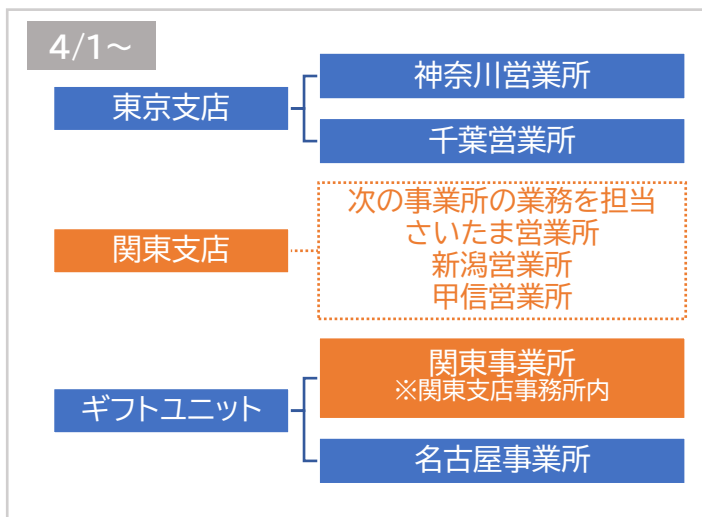 4/1～
東京支店
神奈川営業所
千葉営業所
関東支店
次の事業所の業務を担当
さいたま営業所
新潟営業所
甲信営業所
ギフトユニット
関東事業所
※関東支店事務所内
名古屋事業所